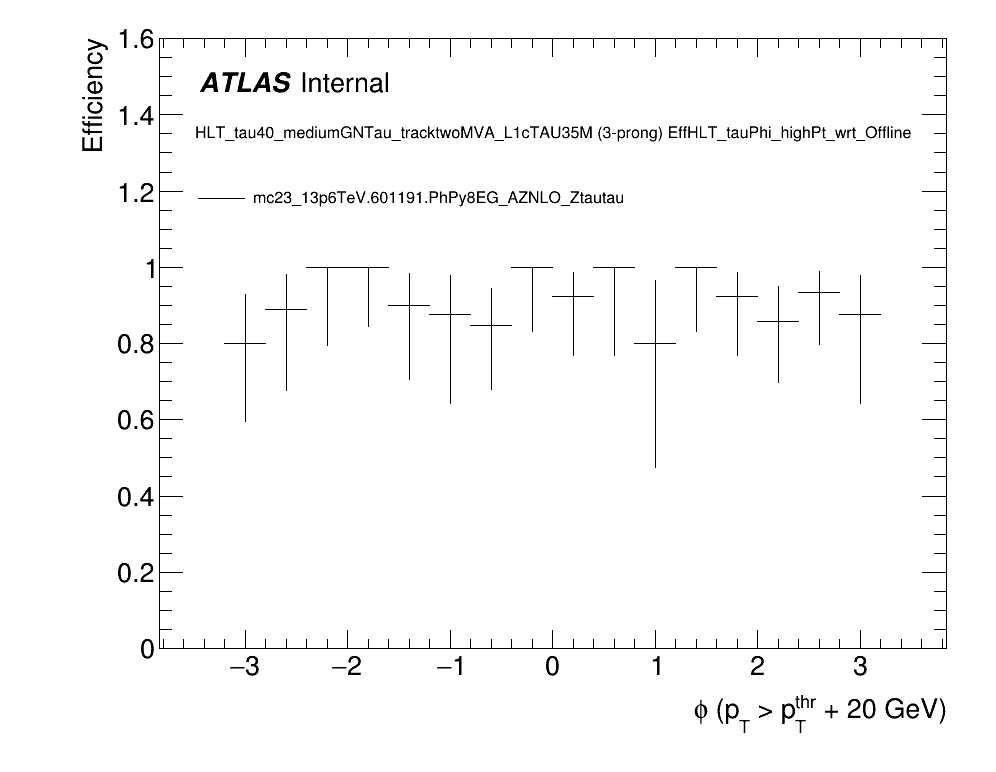 Efficiency
1.6
1.4
1.2
1
0.8
0.6
0.4
0.2
0
ATLAS Internal
HLT_tau40_mediumGNTau_tracktwoMVA_L1cTAU35M (3-prong) EffHLT_tauPhi_highPt_wrt_Offline
mc23_13p6TeV.601191.PhPy8EG_AZNLO_Ztautau
−3 −2 −1 0 1 2 3
ϕ (p_T > p_T^thr + 20 GeV)